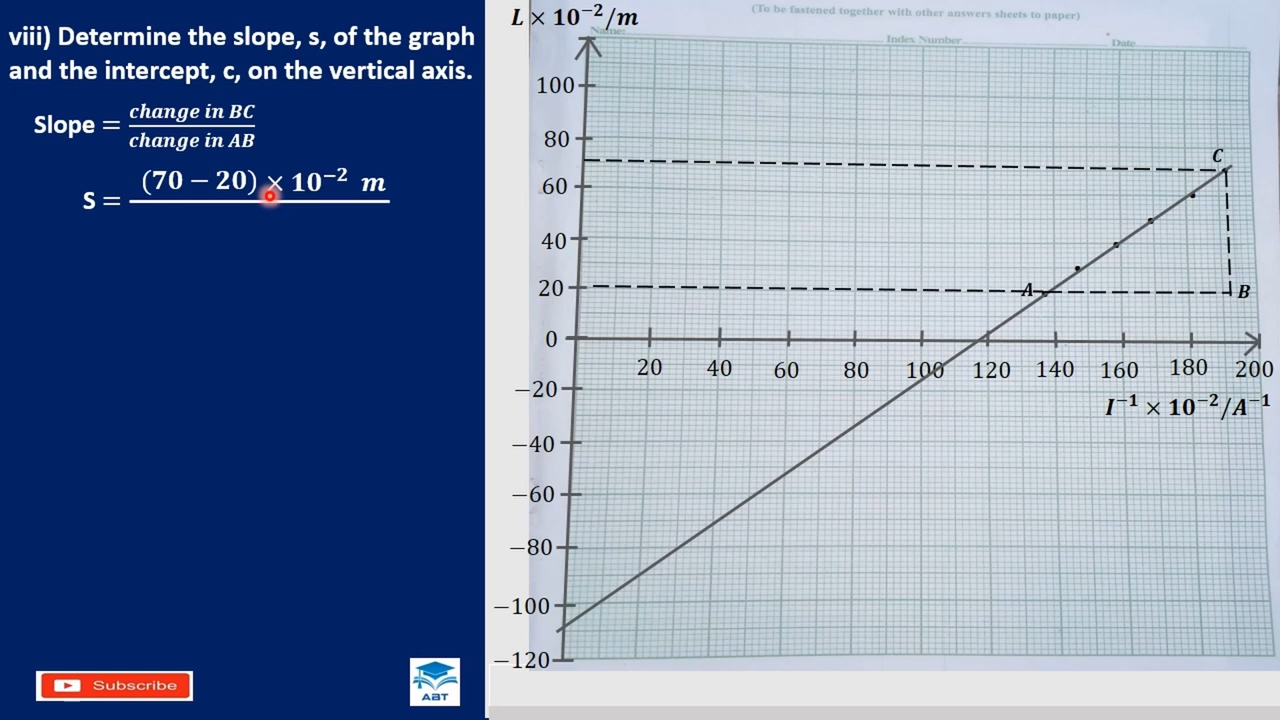 viii) Determine the slope, s, of the graph
and the intercept, c, on the vertical axis.
Slope = change in BC / change in AB
S = (70 − 20) × 10⁻² m
Subscribe
ABT
L × 10⁻²/m
(To be fastened together with other answers sheets to paper)
Name:
Index Number
Date
100
80
60
40
20
0
−20
−40
−60
−80
−100
−120
C
A
B
20 40 60 80 100 120 140 160 180 200
I⁻¹ × 10⁻²/A⁻¹